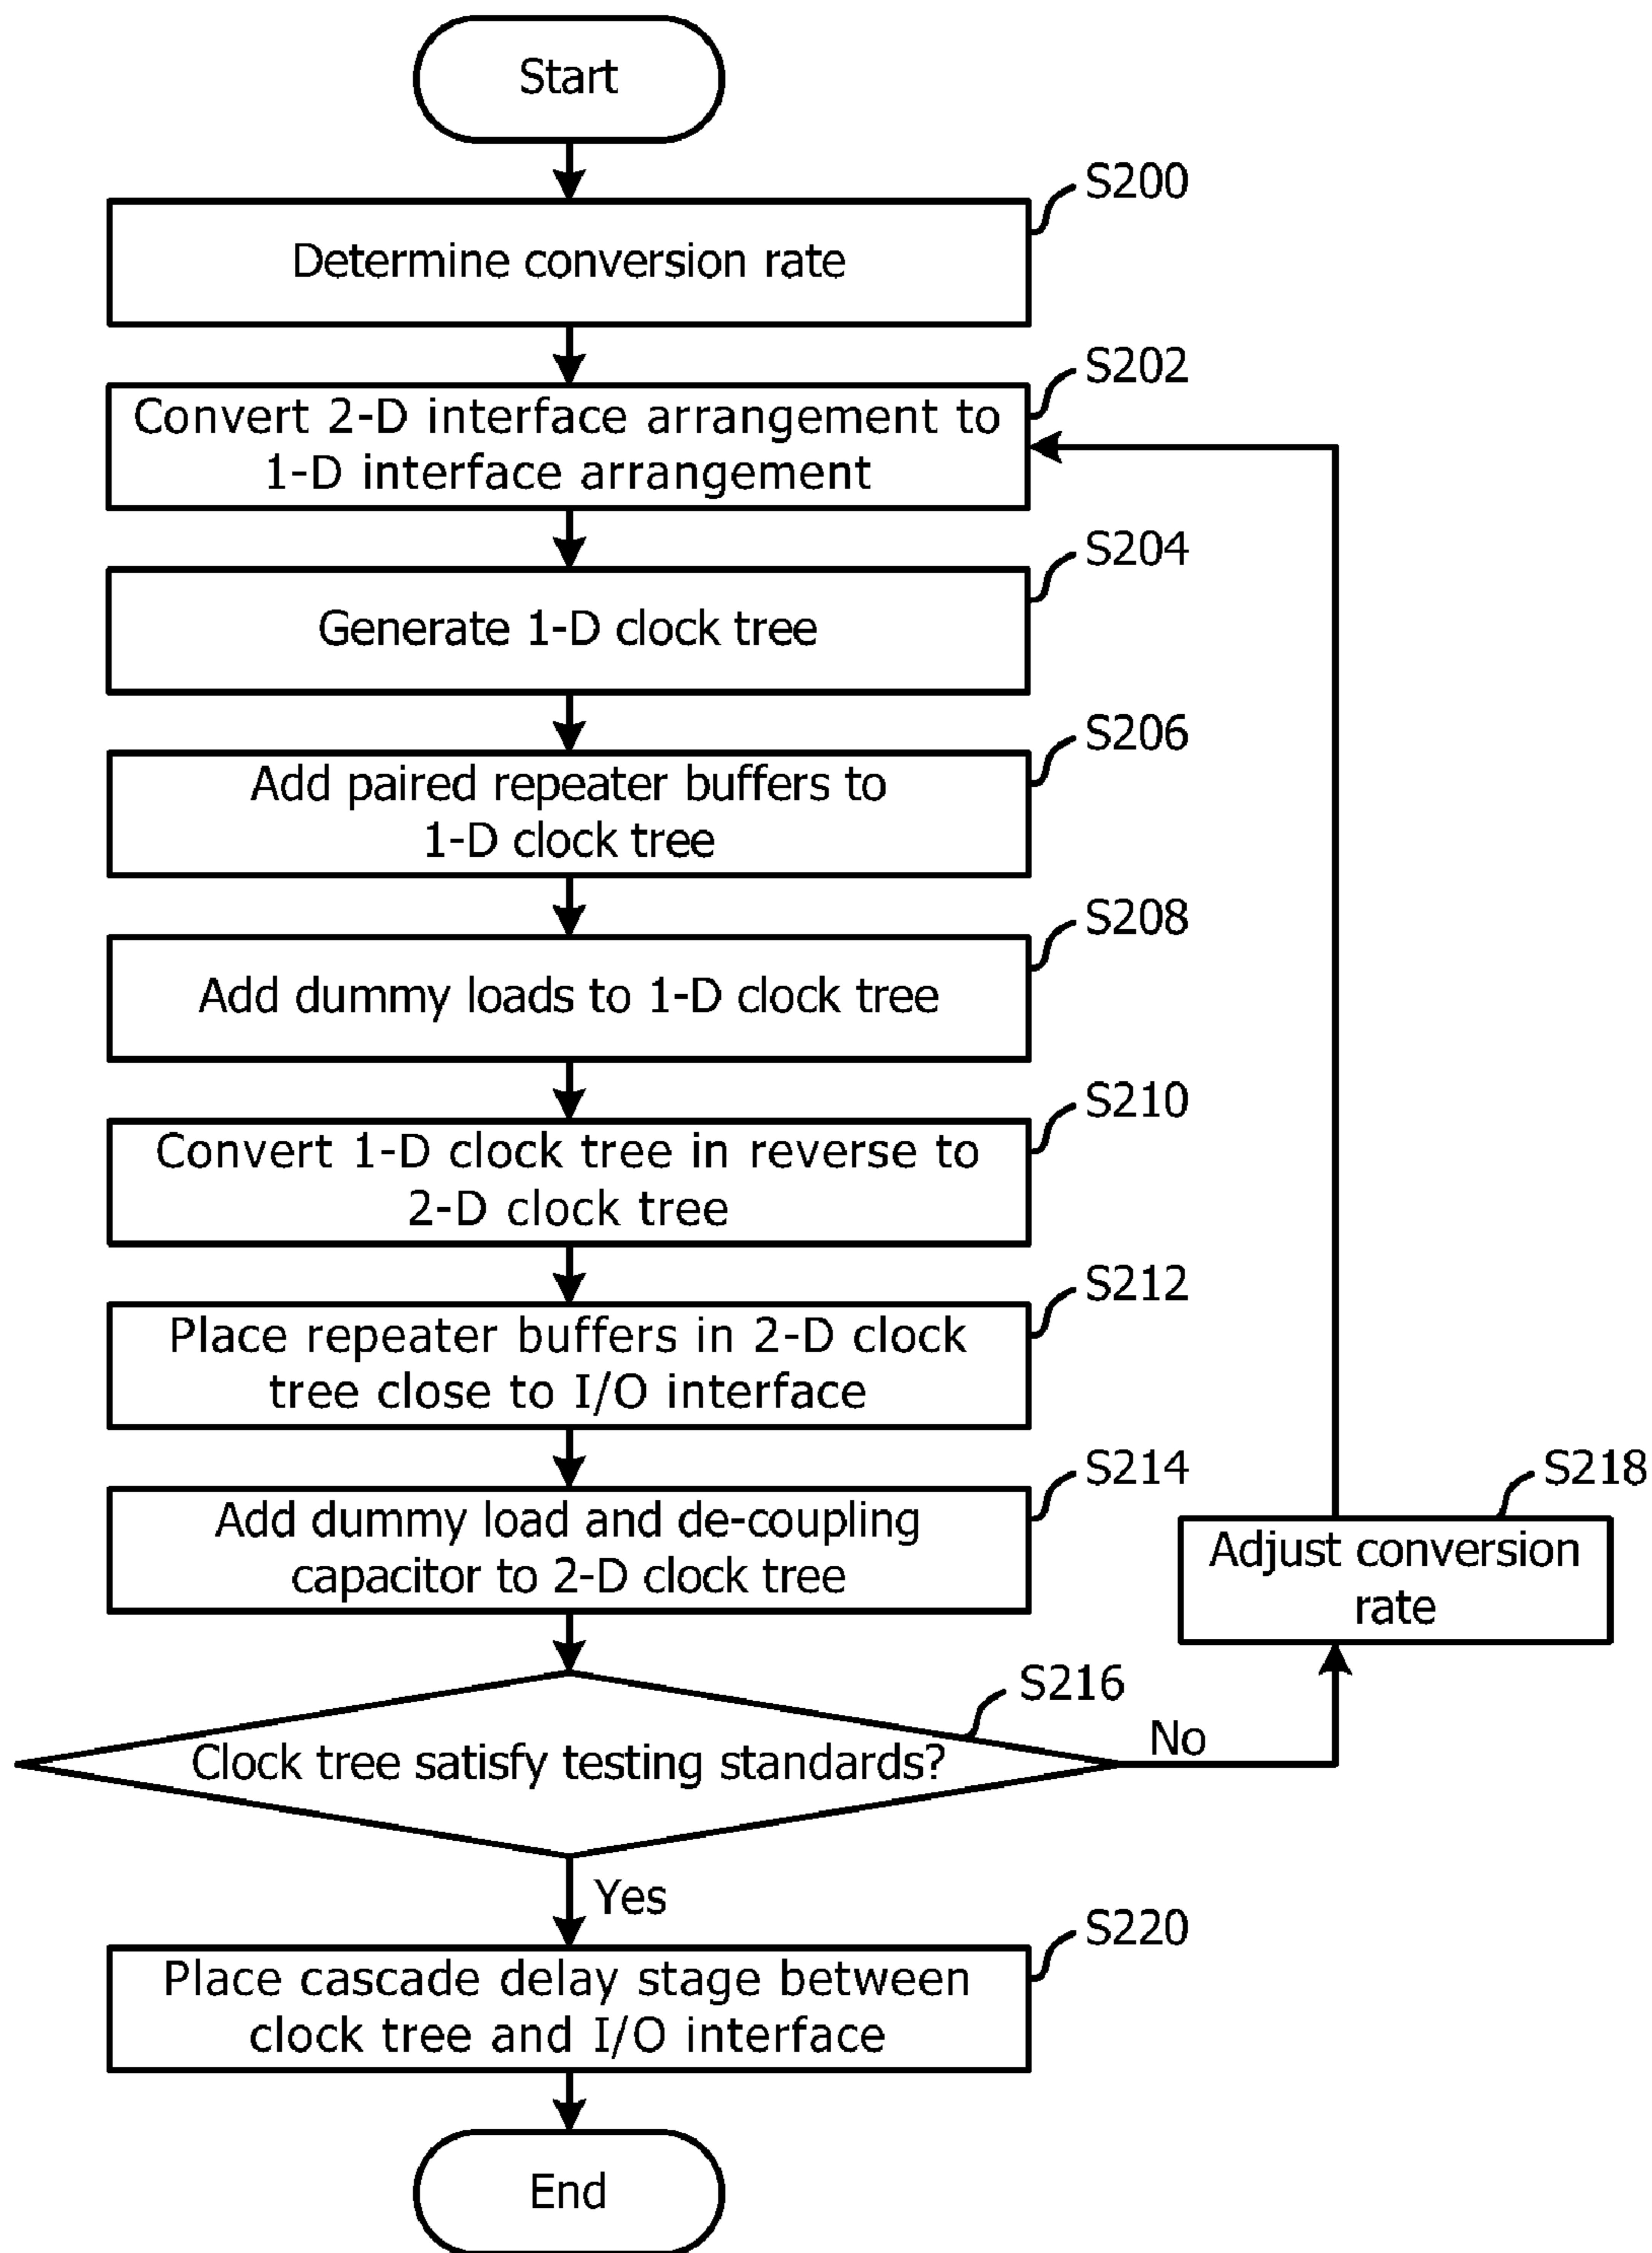 Start
S200
Determine conversion rate
S202
Convert 2-D interface arrangement to
1-D interface arrangement
S204
Generate 1-D clock tree
S206
Add paired repeater buffers to
1-D clock tree
S208
Add dummy loads to 1-D clock tree
S210
Convert 1-D clock tree in reverse to
2-D clock tree
S212
Place repeater buffers in 2-D clock
tree close to I/O interface
S214
Add dummy load and de-coupling
capacitor to 2-D clock tree
S218
Adjust conversion
rate
S216
Clock tree satisfy testing standards?
No
Yes
S220
Place cascade delay stage between
clock tree and I/O interface
End